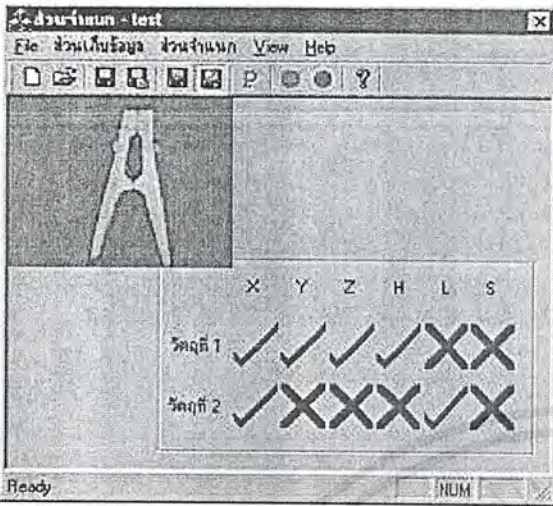 ส่วนจำแนก - test
File ส่วนเก็บข้อมูล ส่วนจำแนก View Help
P ?
X Y Z H L S
วัตถุที่ 1
วัตถุที่ 2
Ready NUM